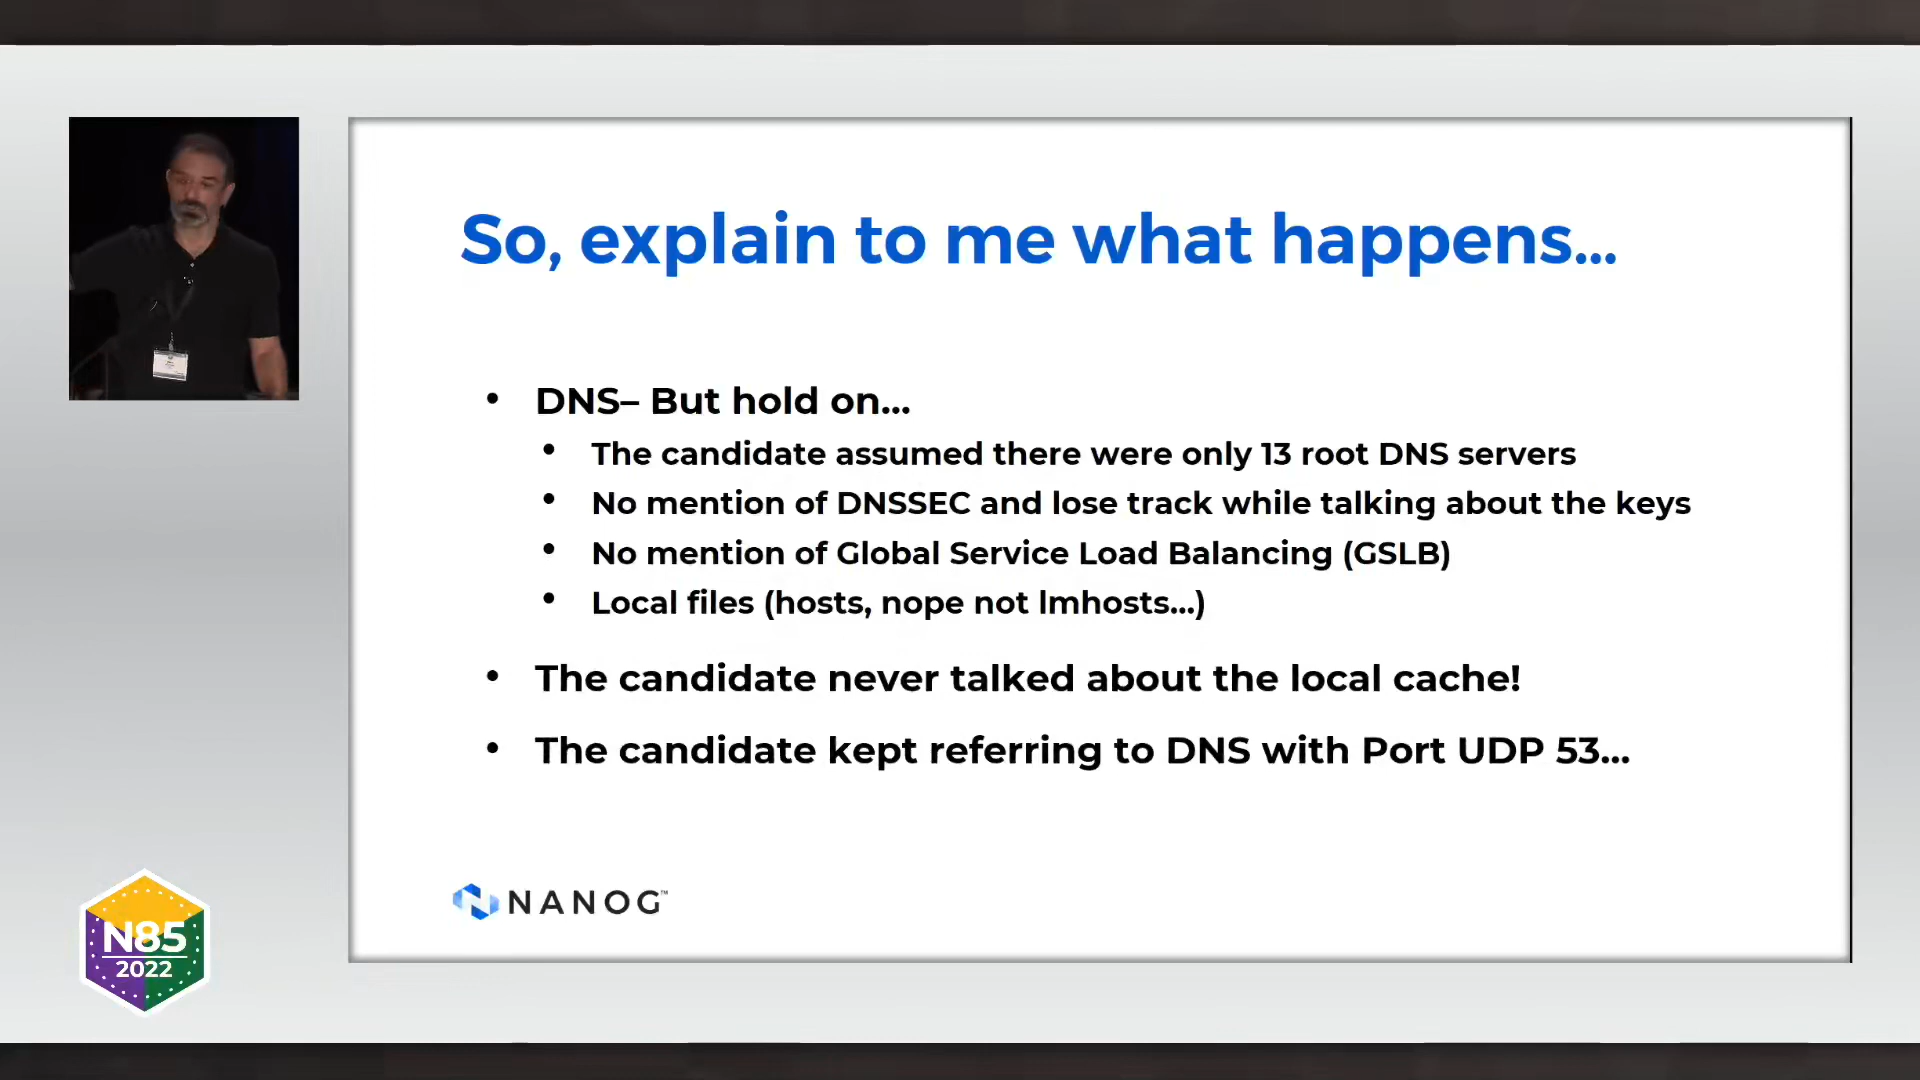 So, explain to me what happens...
• DNS– But hold on...
• The candidate assumed there were only 13 root DNS servers
• No mention of DNSSEC and lose track while talking about the keys
• No mention of Global Service Load Balancing (GSLB)
• Local files (hosts, nope not lmhosts...)
• The candidate never talked about the local cache!
• The candidate kept referring to DNS with Port UDP 53...
NANOG™
N85
2022